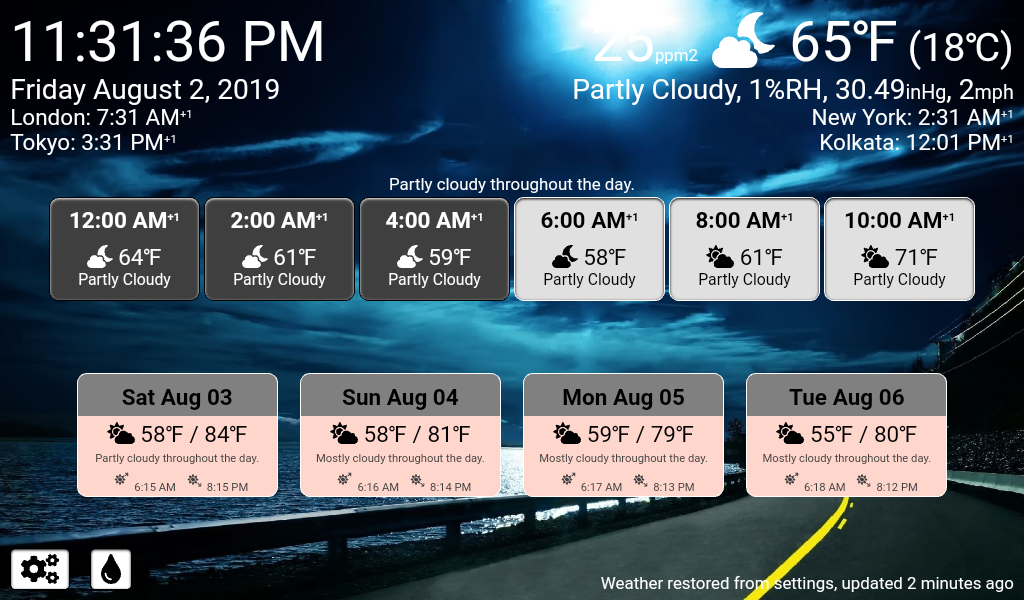 11:31:36 PM
25ppm2 65°F (18°C)
Friday August 2, 2019
Partly Cloudy, 1%RH, 30.49inHg, 2mph
London: 7:31 AM+1
New York: 2:31 AM+1
Tokyo: 3:31 PM+1
Kolkata: 12:01 PM+1
Partly cloudy throughout the day.
12:00 AM+1 2:00 AM+1 4:00 AM+1 6:00 AM+1 8:00 AM+1 10:00 AM+1
64°F 61°F 59°F 58°F 61°F 71°F
Partly Cloudy Partly Cloudy Partly Cloudy Partly Cloudy Partly Cloudy Partly Cloudy
Sat Aug 03 Sun Aug 04 Mon Aug 05 Tue Aug 06
58°F / 84°F 58°F / 81°F 59°F / 79°F 55°F / 80°F
Partly cloudy throughout the day. Mostly cloudy throughout the day. Mostly cloudy throughout the day. Mostly cloudy throughout the day.
6:15 AM 8:15 PM 6:16 AM 8:14 PM 6:17 AM 8:13 PM 6:18 AM 8:12 PM
Weather restored from settings, updated 2 minutes ago